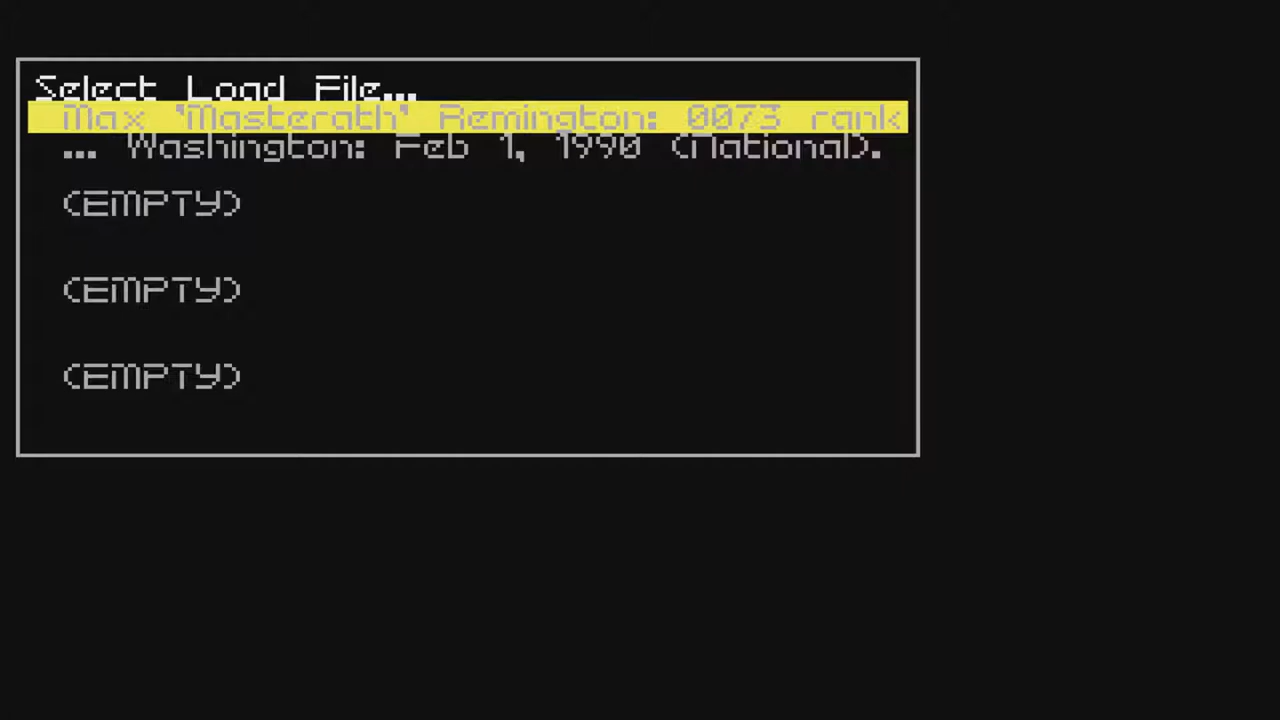 Select Load File...
Max 'Masterath' Remington: 0073 rank
... Washington: Feb 1, 1990 (National).
(EMPTY)
(EMPTY)
(EMPTY)